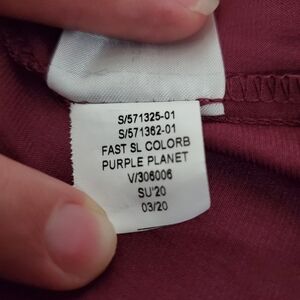 S/571325-01
S/571362-01
FAST SL COLORB
PURPLE PLANET
V/306006
SU'20
03/20